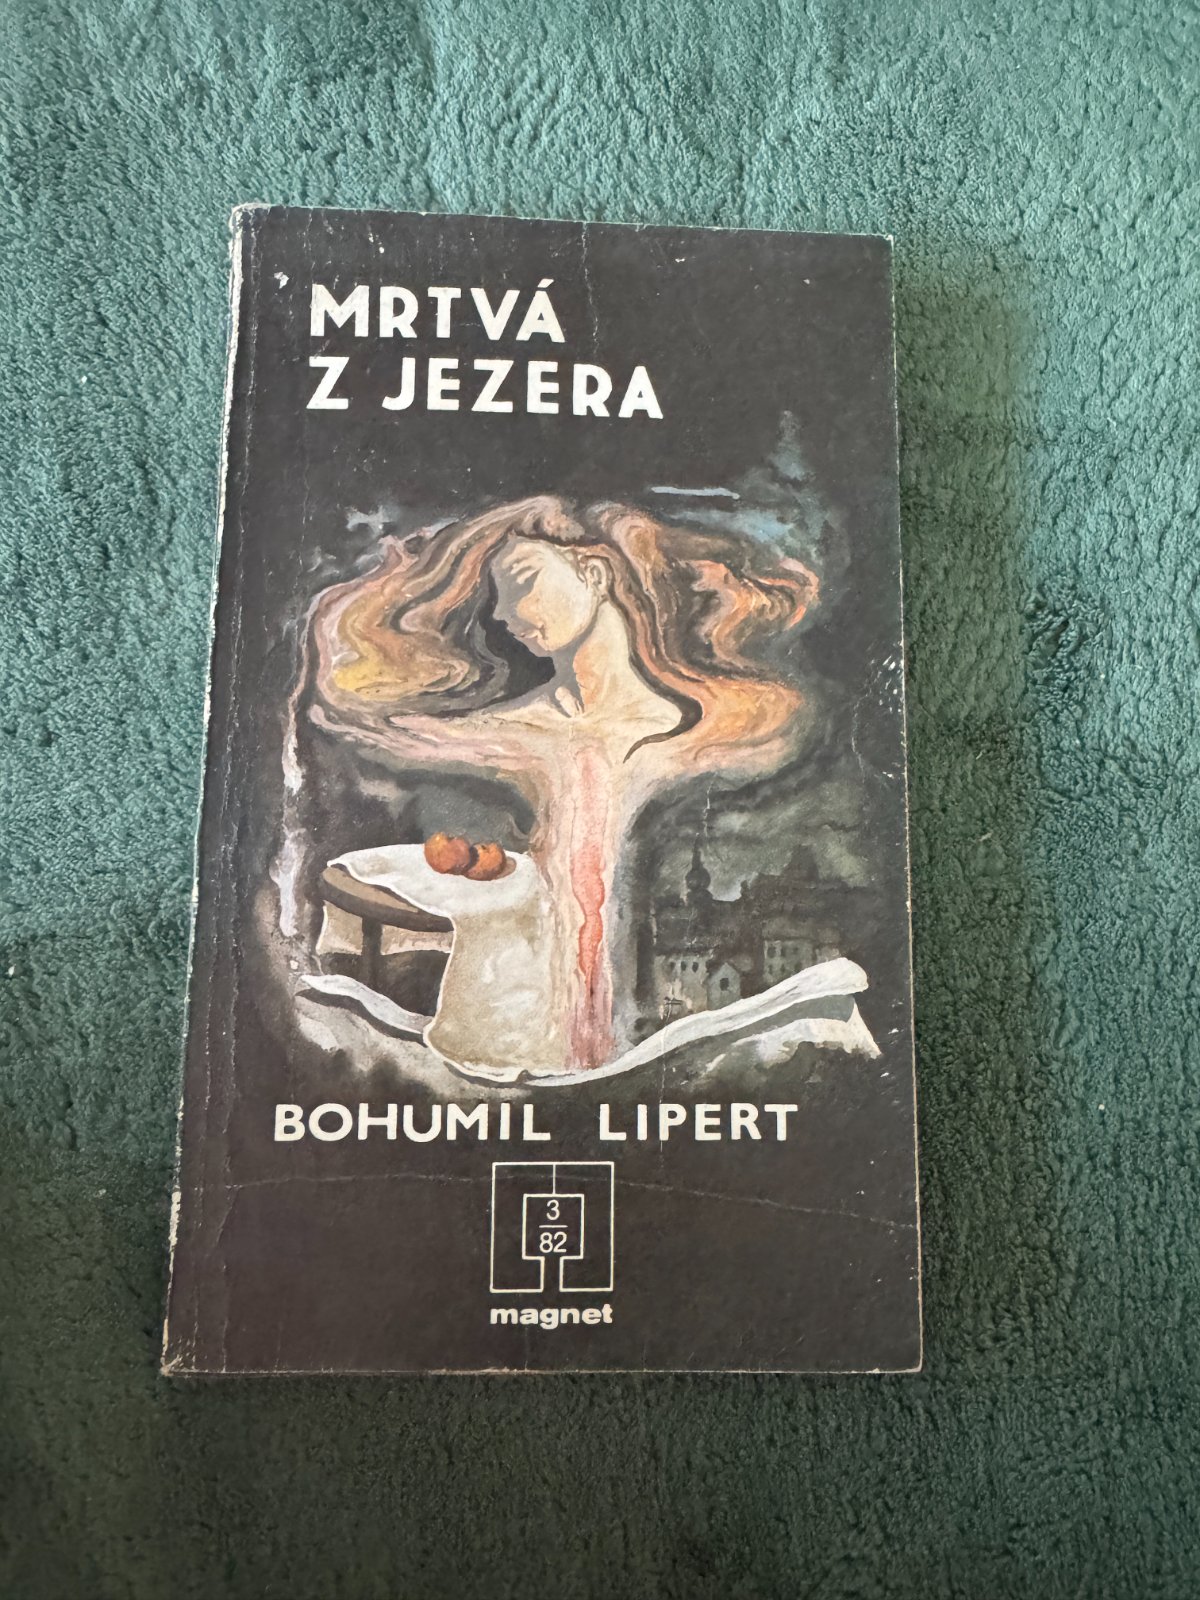 MRTVÁ
Z JEZERA
BOHUMIL LIPERT
3
82
magnet